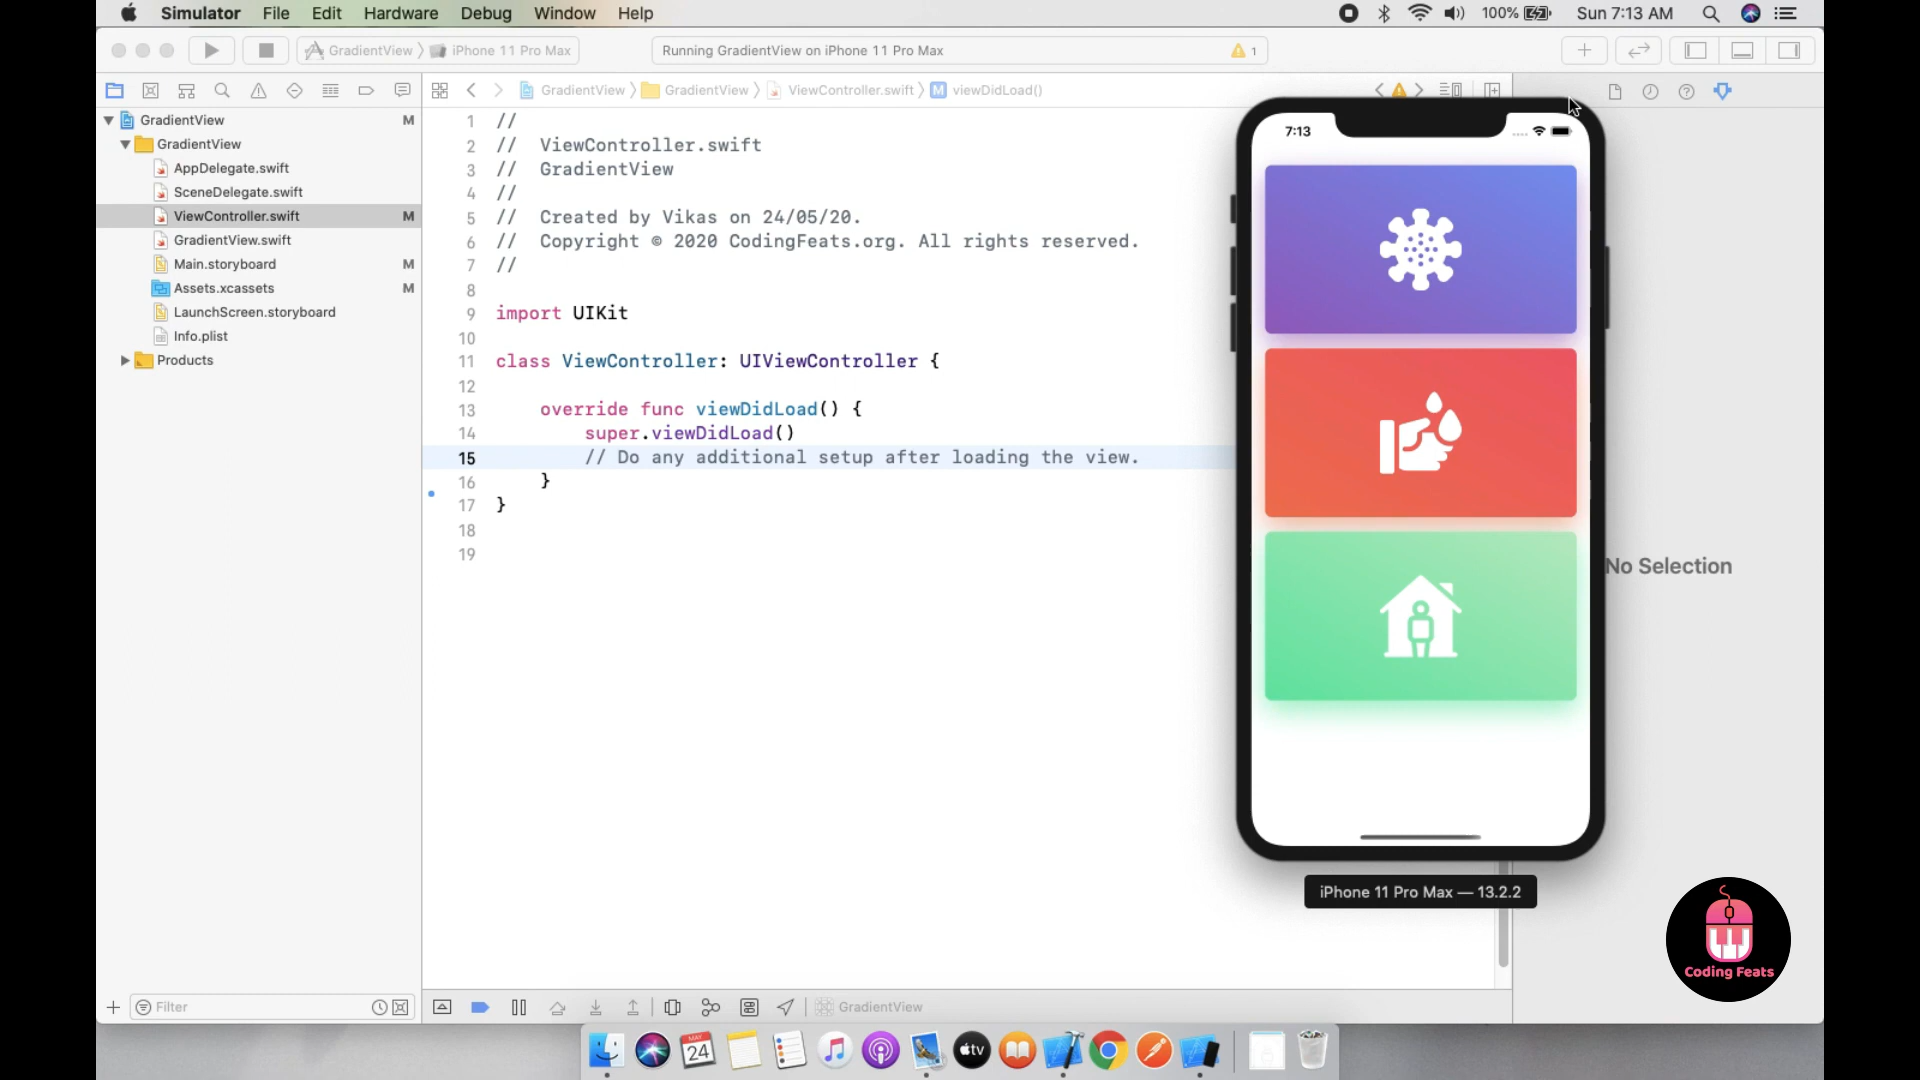 Simulator File Edit Hardware Debug Window Help 100% Sun 7:13 AM
GradientView iPhone 11 Pro Max Running GradientView on iPhone 11 Pro Max 1
GradientView GradientView ViewController.swift M viewDidLoad()
GradientView M
GradientView
AppDelegate.swift
SceneDelegate.swift
ViewController.swift M
GradientView.swift
Main.storyboard M
Assets.xcassets M
LaunchScreen.storyboard
Info.plist
Products
1 //
2 // ViewController.swift
3 // GradientView
4 //
5 // Created by Vikas on 24/05/20.
6 // Copyright © 2020 CodingFeats.org. All rights reserved.
7 //
8
9 import UIKit
10
11 class ViewController: UIViewController {
12
13 override func viewDidLoad() {
14 super.viewDidLoad()
15 // Do any additional setup after loading the view.
16 }
17 }
18
19
7:13
No Selection
iPhone 11 Pro Max — 13.2.2
Coding Feats
Filter
GradientView
MAY
24
tv